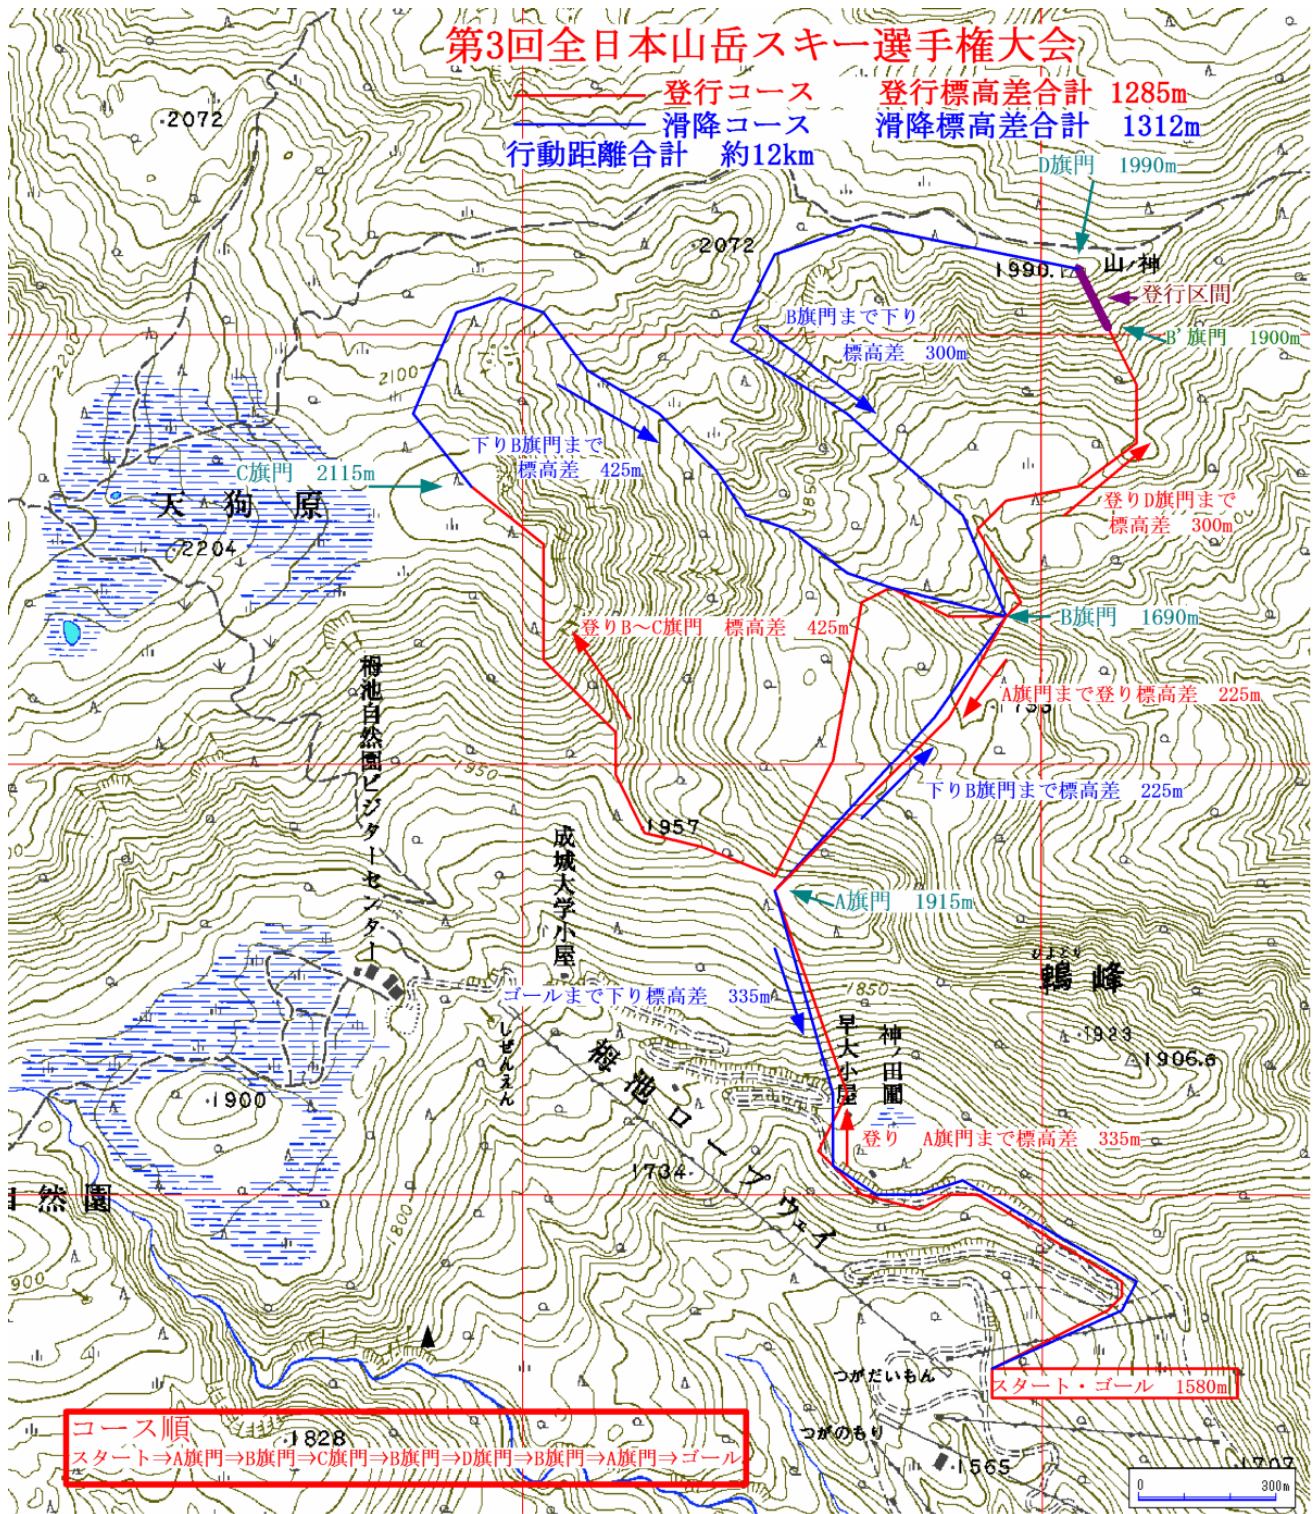 第3回全日本山岳スキー選手権大会
登行コース　登行標高差合計 1285m
滑降コース　滑降標高差合計 1312m
行動距離合計　約12km
D旗門 1990m
2072
2072
1990.
山ノ神
登行区間
B'旗門 1900m
B旗門まで下り
標高差 300m
2200
2100
下りB旗門まで
標高差 425m
C旗門 2115m
天狗原
2204
登りD旗門まで
標高差 300m
B旗門 1690m
登りB～C旗門 標高差 425m
A旗門まで登り標高差 225m
栂池自然園ビジターセンター
1950
下りB旗門まで標高差 225m
1957
成城大学小屋
A旗門 1915m
ひよどり
鵯峰
1850
ゴールまで下り標高差 335m
しぜんえん
栂池ロープウェイ
早大小屋
神ノ田圃
1923
1906.6
1900
登り A旗門まで標高差 335m
1734
自然園
1800
1900
つがだいもん
スタート・ゴール 1580m
コース順
スタート⇒A旗門⇒B旗門⇒C旗門⇒B旗門⇒D旗門⇒B旗門⇒A旗門⇒ゴール
1828
つがのもり
1565
1707
0 300m